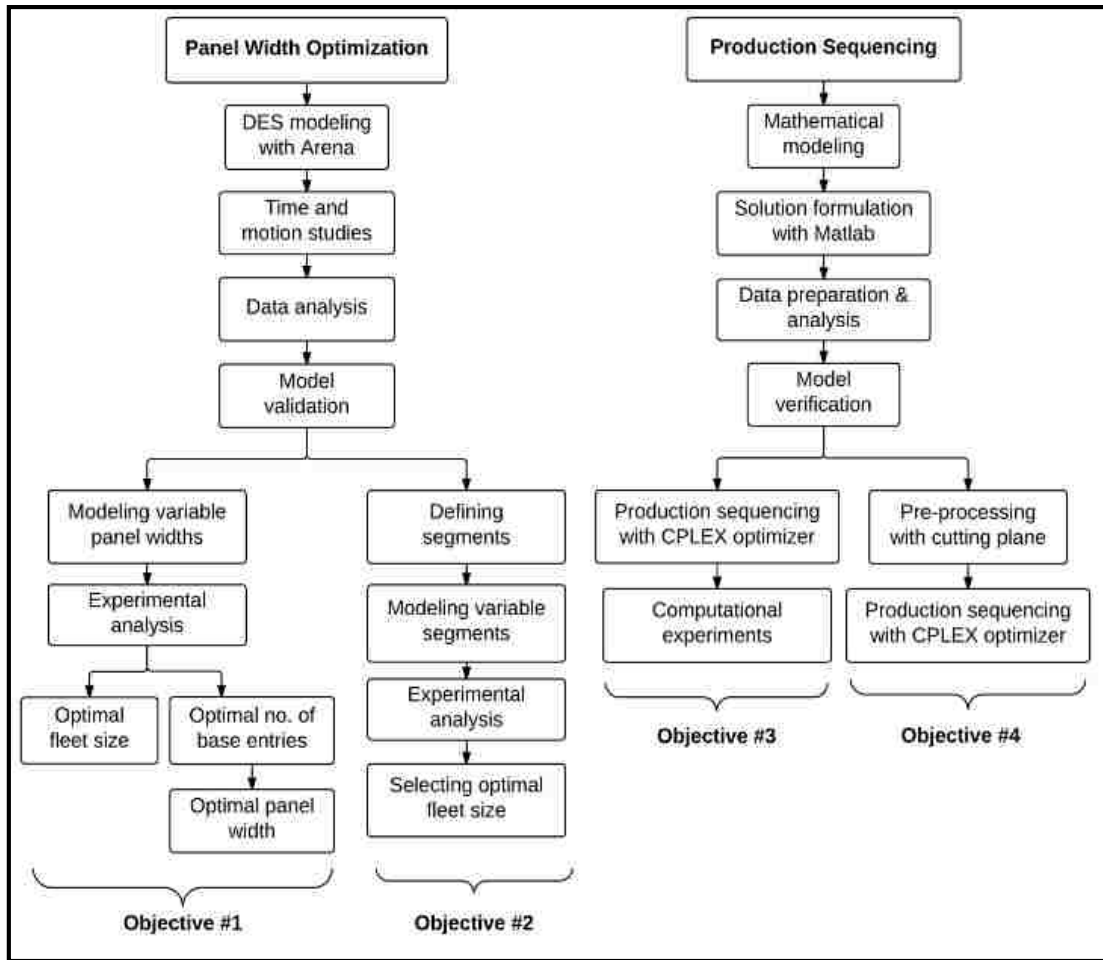 Panel Width Optimization
DES modeling
with Arena
Time and
motion studies
Data analysis
Model
validation
Modeling variable
panel widths
Experimental
analysis
Optimal
fleet size
Optimal no. of
base entries
Optimal panel
width
Objective #1
Defining
segments
Modeling variable
segments
Experimental
analysis
Selecting optimal
fleet size
Objective #2
Production Sequencing
Mathematical
modeling
Solution formulation
with Matlab
Data preparation &
analysis
Model
verification
Production sequencing
with CPLEX optimizer
Computational
experiments
Objective #3
Pre-processing
with cutting plane
Production sequencing
with CPLEX optimizer
Objective #4